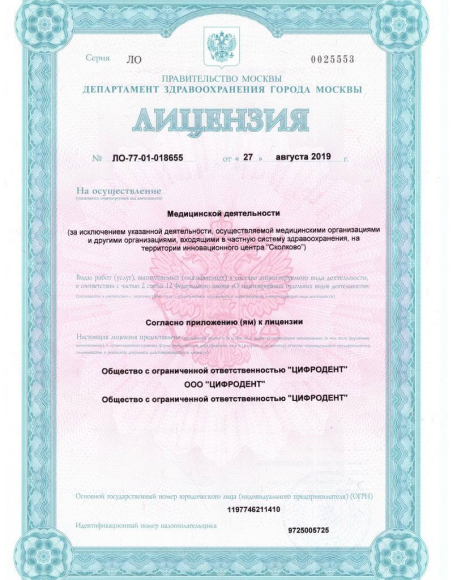 Серия ЛО 0025553
ПРАВИТЕЛЬСТВО МОСКВЫ
ДЕПАРТАМЕНТ ЗДРАВООХРАНЕНИЯ ГОРОДА МОСКВЫ
ЛИЦЕНЗИЯ
№ ЛО-77-01-018655 от « 27 » августа 2019 г.
На осуществление
Медицинской деятельности
(за исключением указанной деятельности, осуществляемой медицинскими организациями
и другими организациями, входящими в частную систему здравоохранения, на
территории инновационного центра "Сколково")
Виды работ (услуг), выполняемых (оказываемых) в составе лицензируемого вида деятельности,
в соответствии с частью 2 статьи 12 Федерального закона «О лицензировании отдельных видов деятельности»
Согласно приложению (ям) к лицензии
Настоящая лицензия предоставлена
Общество с ограниченной ответственностью "ЦИФРОДЕНТ"
ООО "ЦИФРОДЕНТ"
Общество с ограниченной ответственностью "ЦИФРОДЕНТ"
Основной государственный номер юридического лица (индивидуального предпринимателя) (ОГРН)
1197746211410
Идентификационный номер налогоплательщика
9725005725